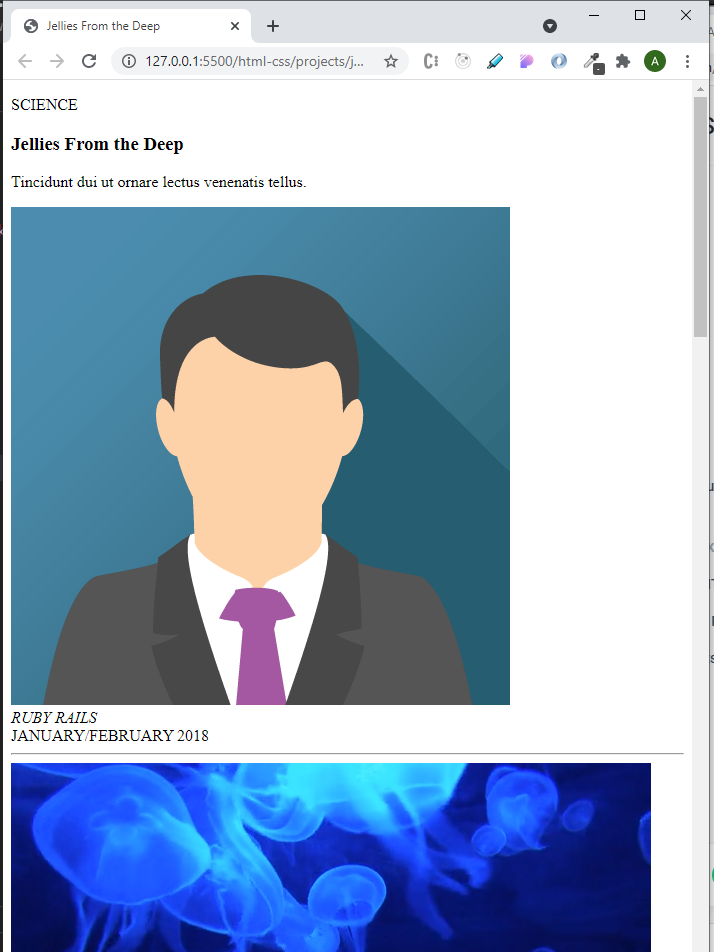 Jellies From the Deep
127.0.0.1:5500/html-css/projects/j...
A
SCIENCE
Jellies From the Deep
Tincidunt dui ut ornare lectus venenatis tellus.
RUBY RAILS
JANUARY/FEBRUARY 2018